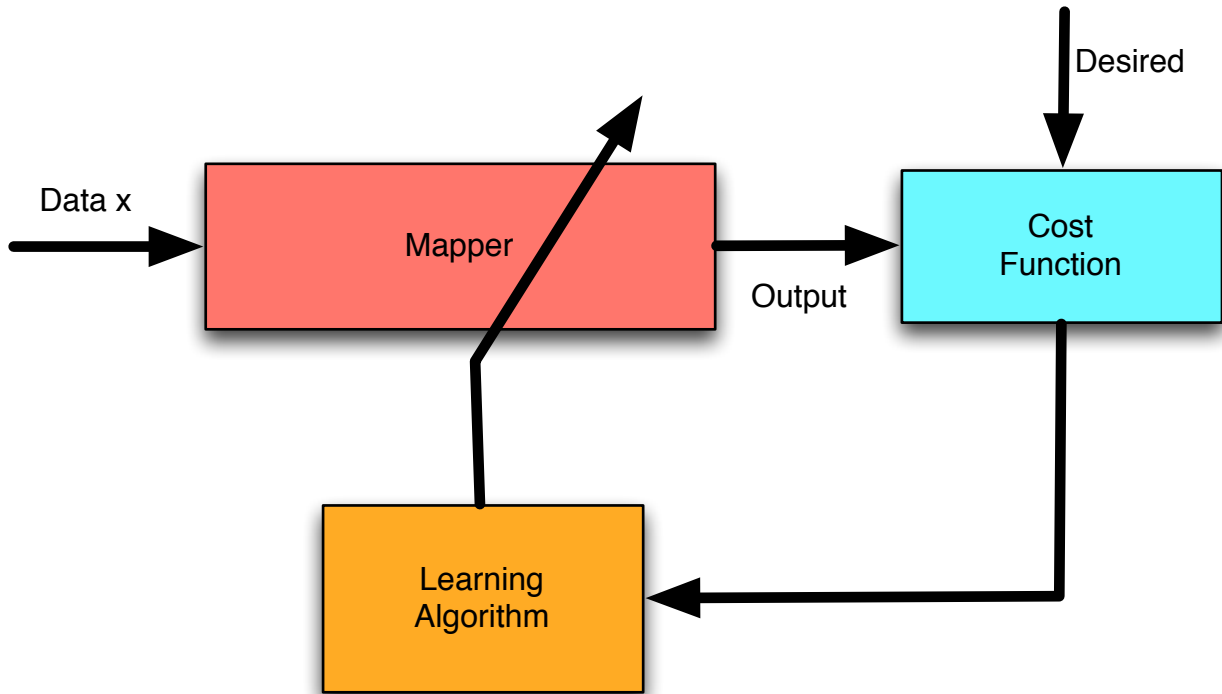 Desired
Data x
Mapper
Cost
Function
Output
Learning
Algorithm